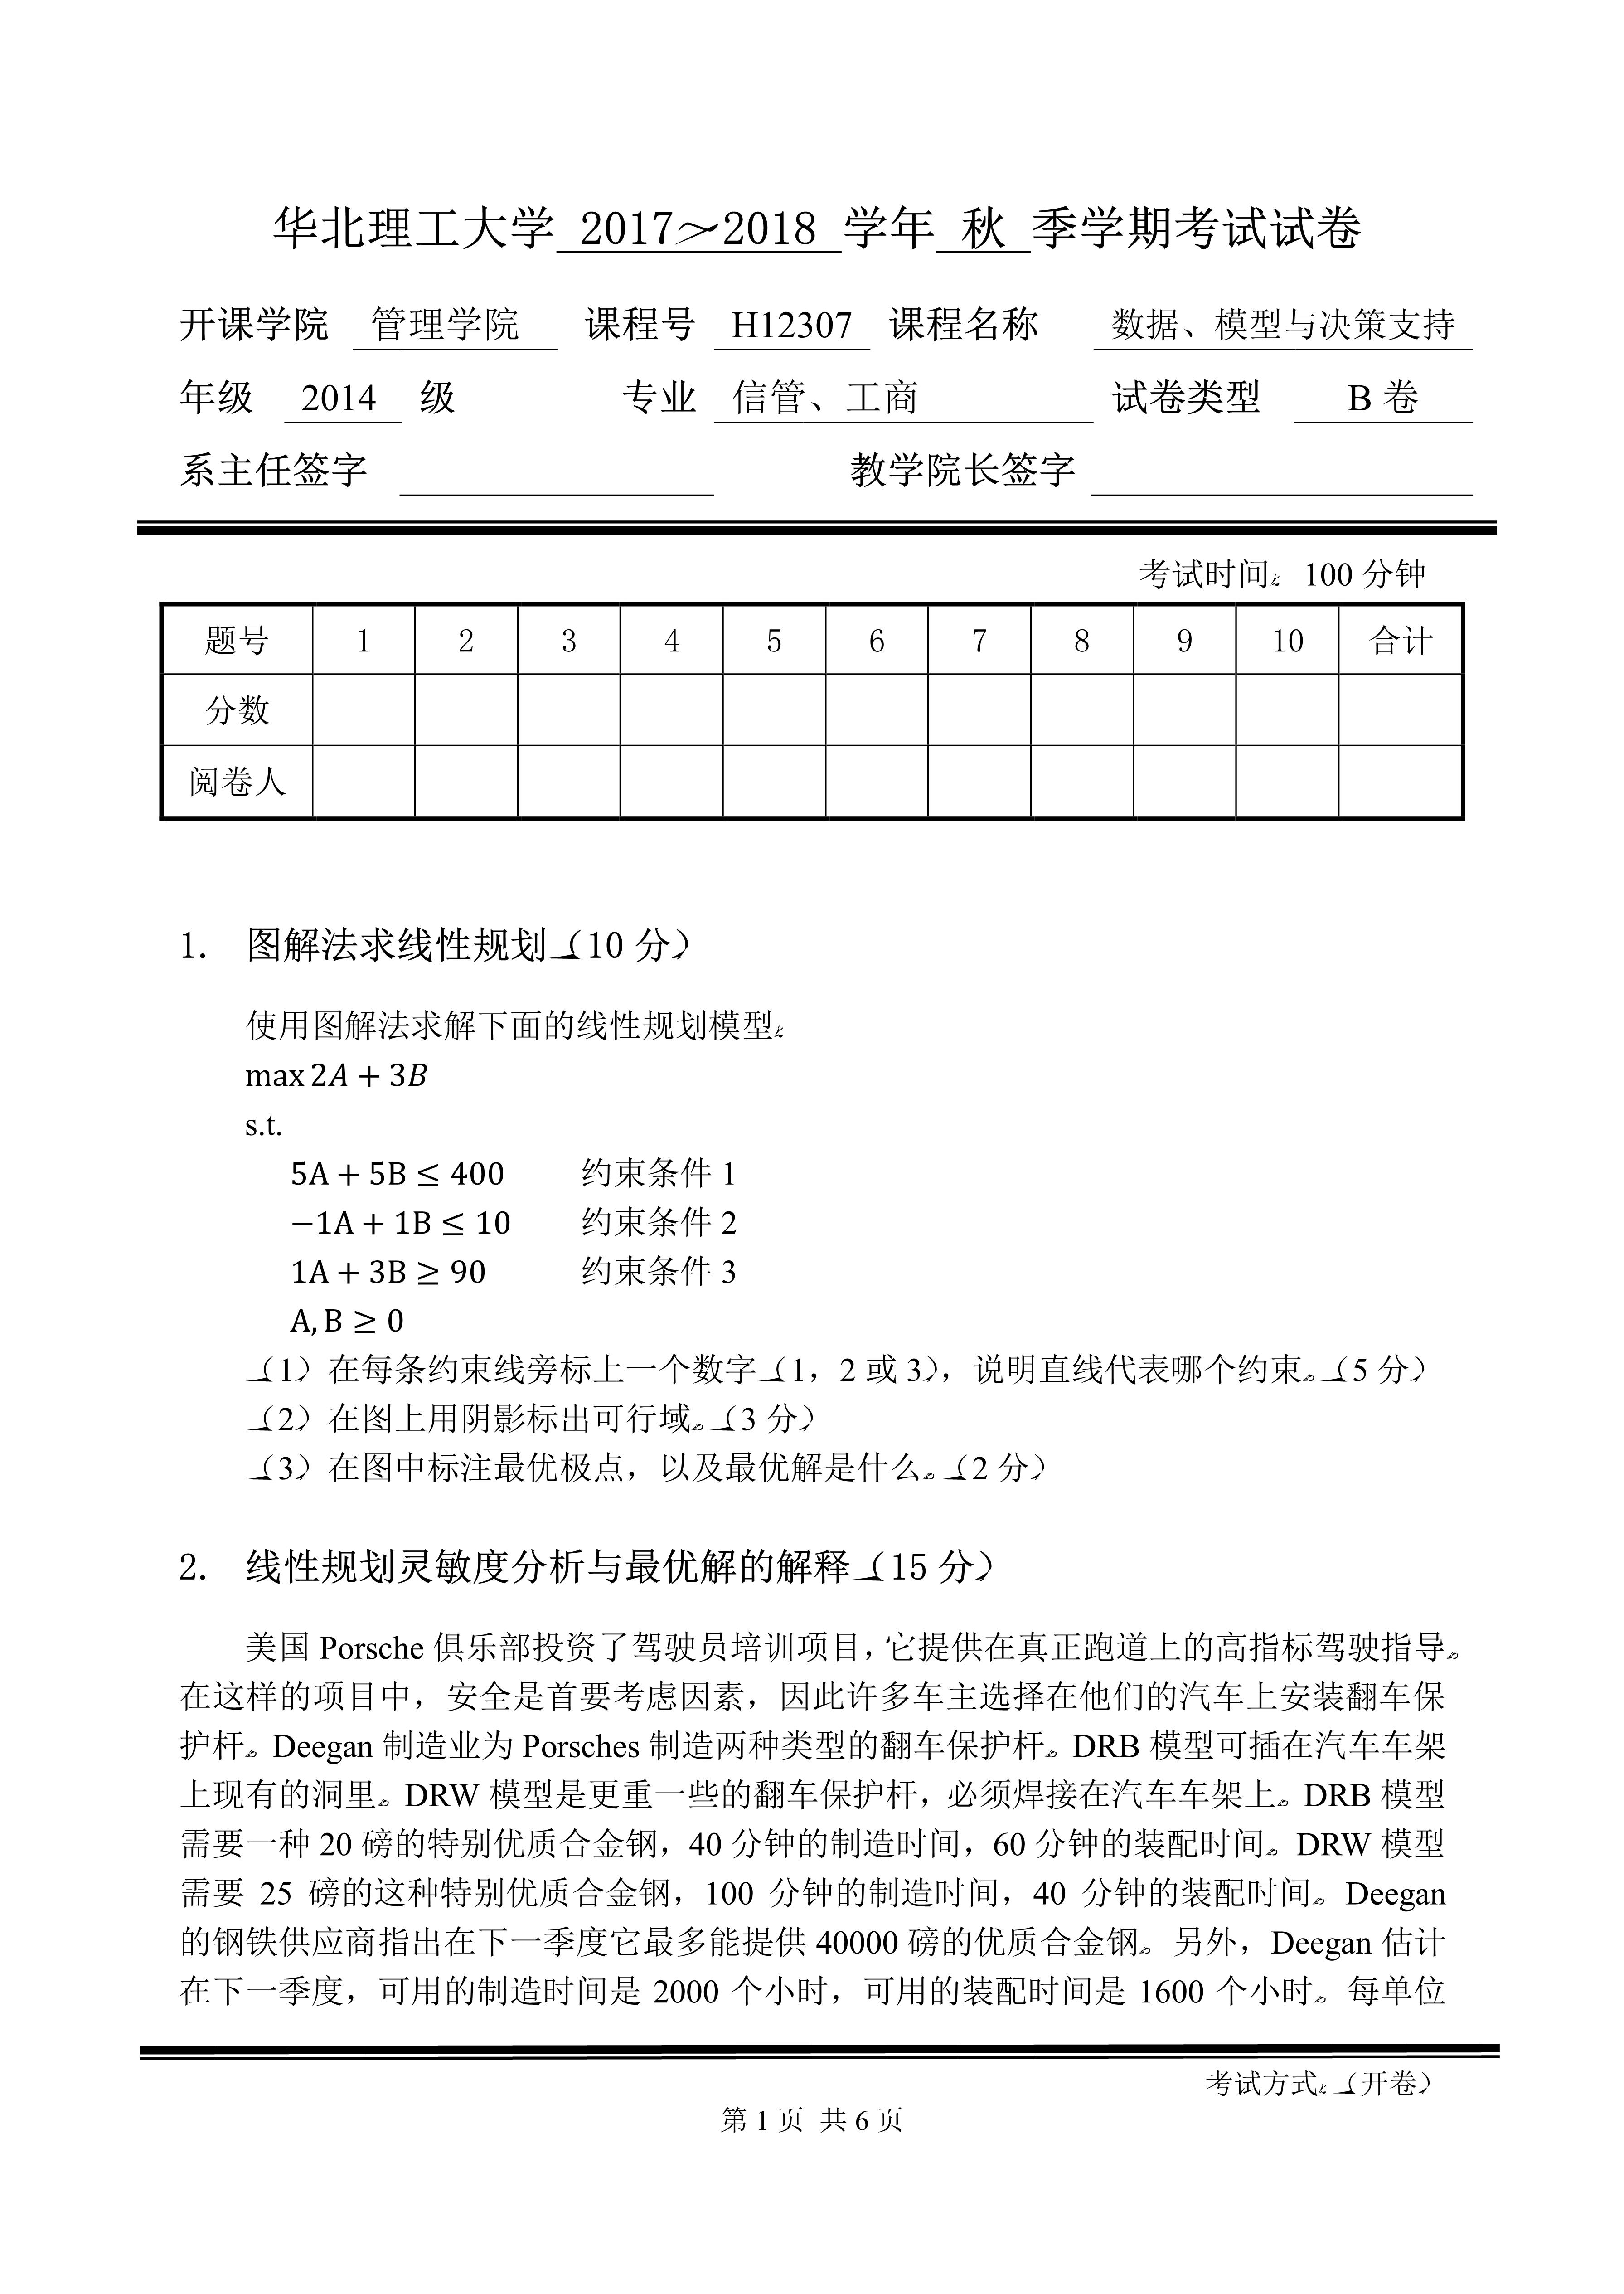 华北理工大学 2017～2018 学年 秋 季学期考试试卷
开课学院 管理学院 课程号 H12307 课程名称 数据、模型与决策支持
年级 2014 级 专业 信管、工商 试卷类型 B 卷
系主任签字 教学院长签字
考试时间： 100 分钟
题号 1 2 3 4 5 6 7 8 9 10 合计
分数
阅卷人
1. 图解法求线性规划（10 分）
使用图解法求解下面的线性规划模型：
max 2A + 3B
s.t.
5A + 5B ≤ 400 约束条件 1
−1A + 1B ≤ 10 约束条件 2
1A + 3B ≥ 90 约束条件 3
A, B ≥ 0
（1）在每条约束线旁标上一个数字（1，2 或 3），说明直线代表哪个约束。（5 分）
（2）在图上用阴影标出可行域。（3 分）
（3）在图中标注最优极点，以及最优解是什么。（2 分）
2. 线性规划灵敏度分析与最优解的解释（15 分）
美国 Porsche 俱乐部投资了驾驶员培训项目，它提供在真正跑道上的高指标驾驶指导。
在这样的项目中，安全是首要考虑因素，因此许多车主选择在他们的汽车上安装翻车保
护杆。Deegan 制造业为 Porsches 制造两种类型的翻车保护杆。DRB 模型可插在汽车车架
上现有的洞里。DRW 模型是更重一些的翻车保护杆，必须焊接在汽车车架上。DRB 模型
需要一种 20 磅的特别优质合金钢，40 分钟的制造时间，60 分钟的装配时间。DRW 模型
需要 25 磅的这种特别优质合金钢，100 分钟的制造时间，40 分钟的装配时间。Deegan
的钢铁供应商指出在下一季度它最多能提供 40000 磅的优质合金钢。另外，Deegan 估计
在下一季度，可用的制造时间是 2000 个小时，可用的装配时间是 1600 个小时。每单位
考试方式：（开卷）
第 1 页 共 6 页